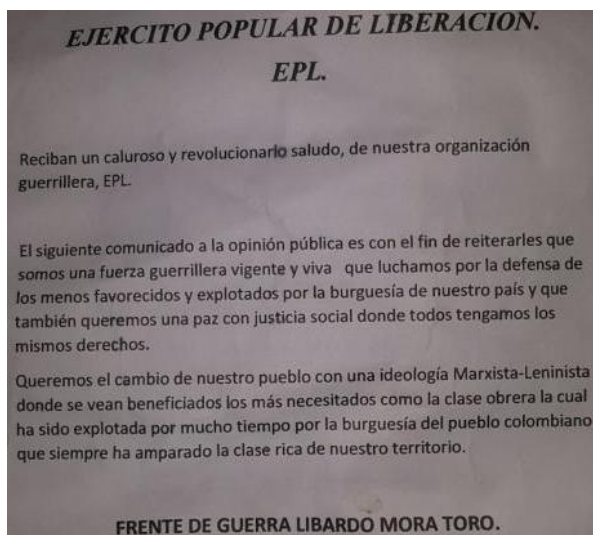 EJERCITO POPULAR DE LIBERACION.
EPL.
Reciban un caluroso y revolucionario saludo, de nuestra organización
guerrillera, EPL.
El siguiente comunicado a la opinión pública es con el fin de reiterarles que
somos una fuerza guerrillera vigente y viva que luchamos por la defensa de
los menos favorecidos y explotados por la burguesía de nuestro país y que
también queremos una paz con justicia social donde todos tengamos los
mismos derechos.
Queremos el cambio de nuestro pueblo con una ideología Marxista-Leninista
donde se vean beneficiados los más necesitados como la clase obrera la cual
ha sido explotada por mucho tiempo por la burguesía del pueblo colombiano
que siempre ha amparado la clase rica de nuestro territorio.
FRENTE DE GUERRA LIBARDO MORA TORO.